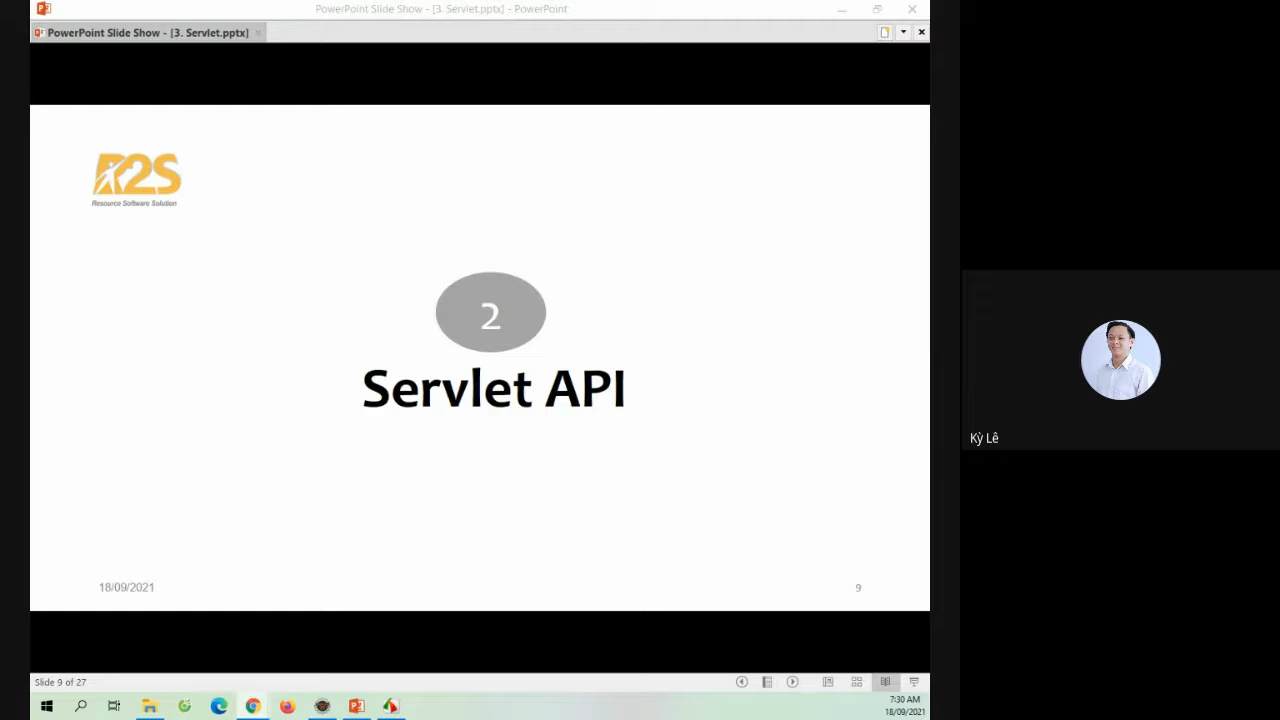 PowerPoint Slide Show - [3. Servlet.pptx] - PowerPoint
PowerPoint Slide Show - [3. Servlet.pptx]
R2S
Resource Software Solution
2
Servlet API
Kỳ Lê
18/09/2021
9
Slide 9 of 27
7:30 AM
18/09/2021